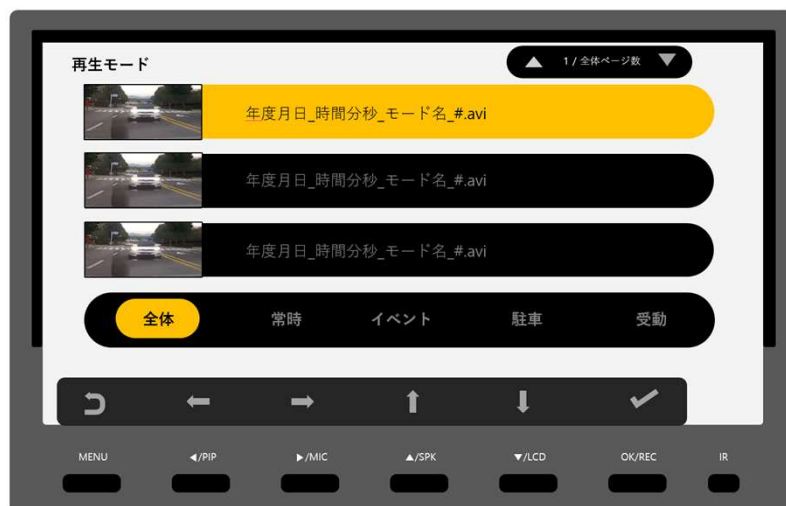 再生モード
1 / 全体ページ数
年度月日_時間分秒_モード名_#.avi
年度月日_時間分秒_モード名_#.avi
年度月日_時間分秒_モード名_#.avi
全体 常時 イベント 駐車 受動
MENU ◀/PIP ▶/MIC ▲/SPK ▼/LCD OK/REC IR